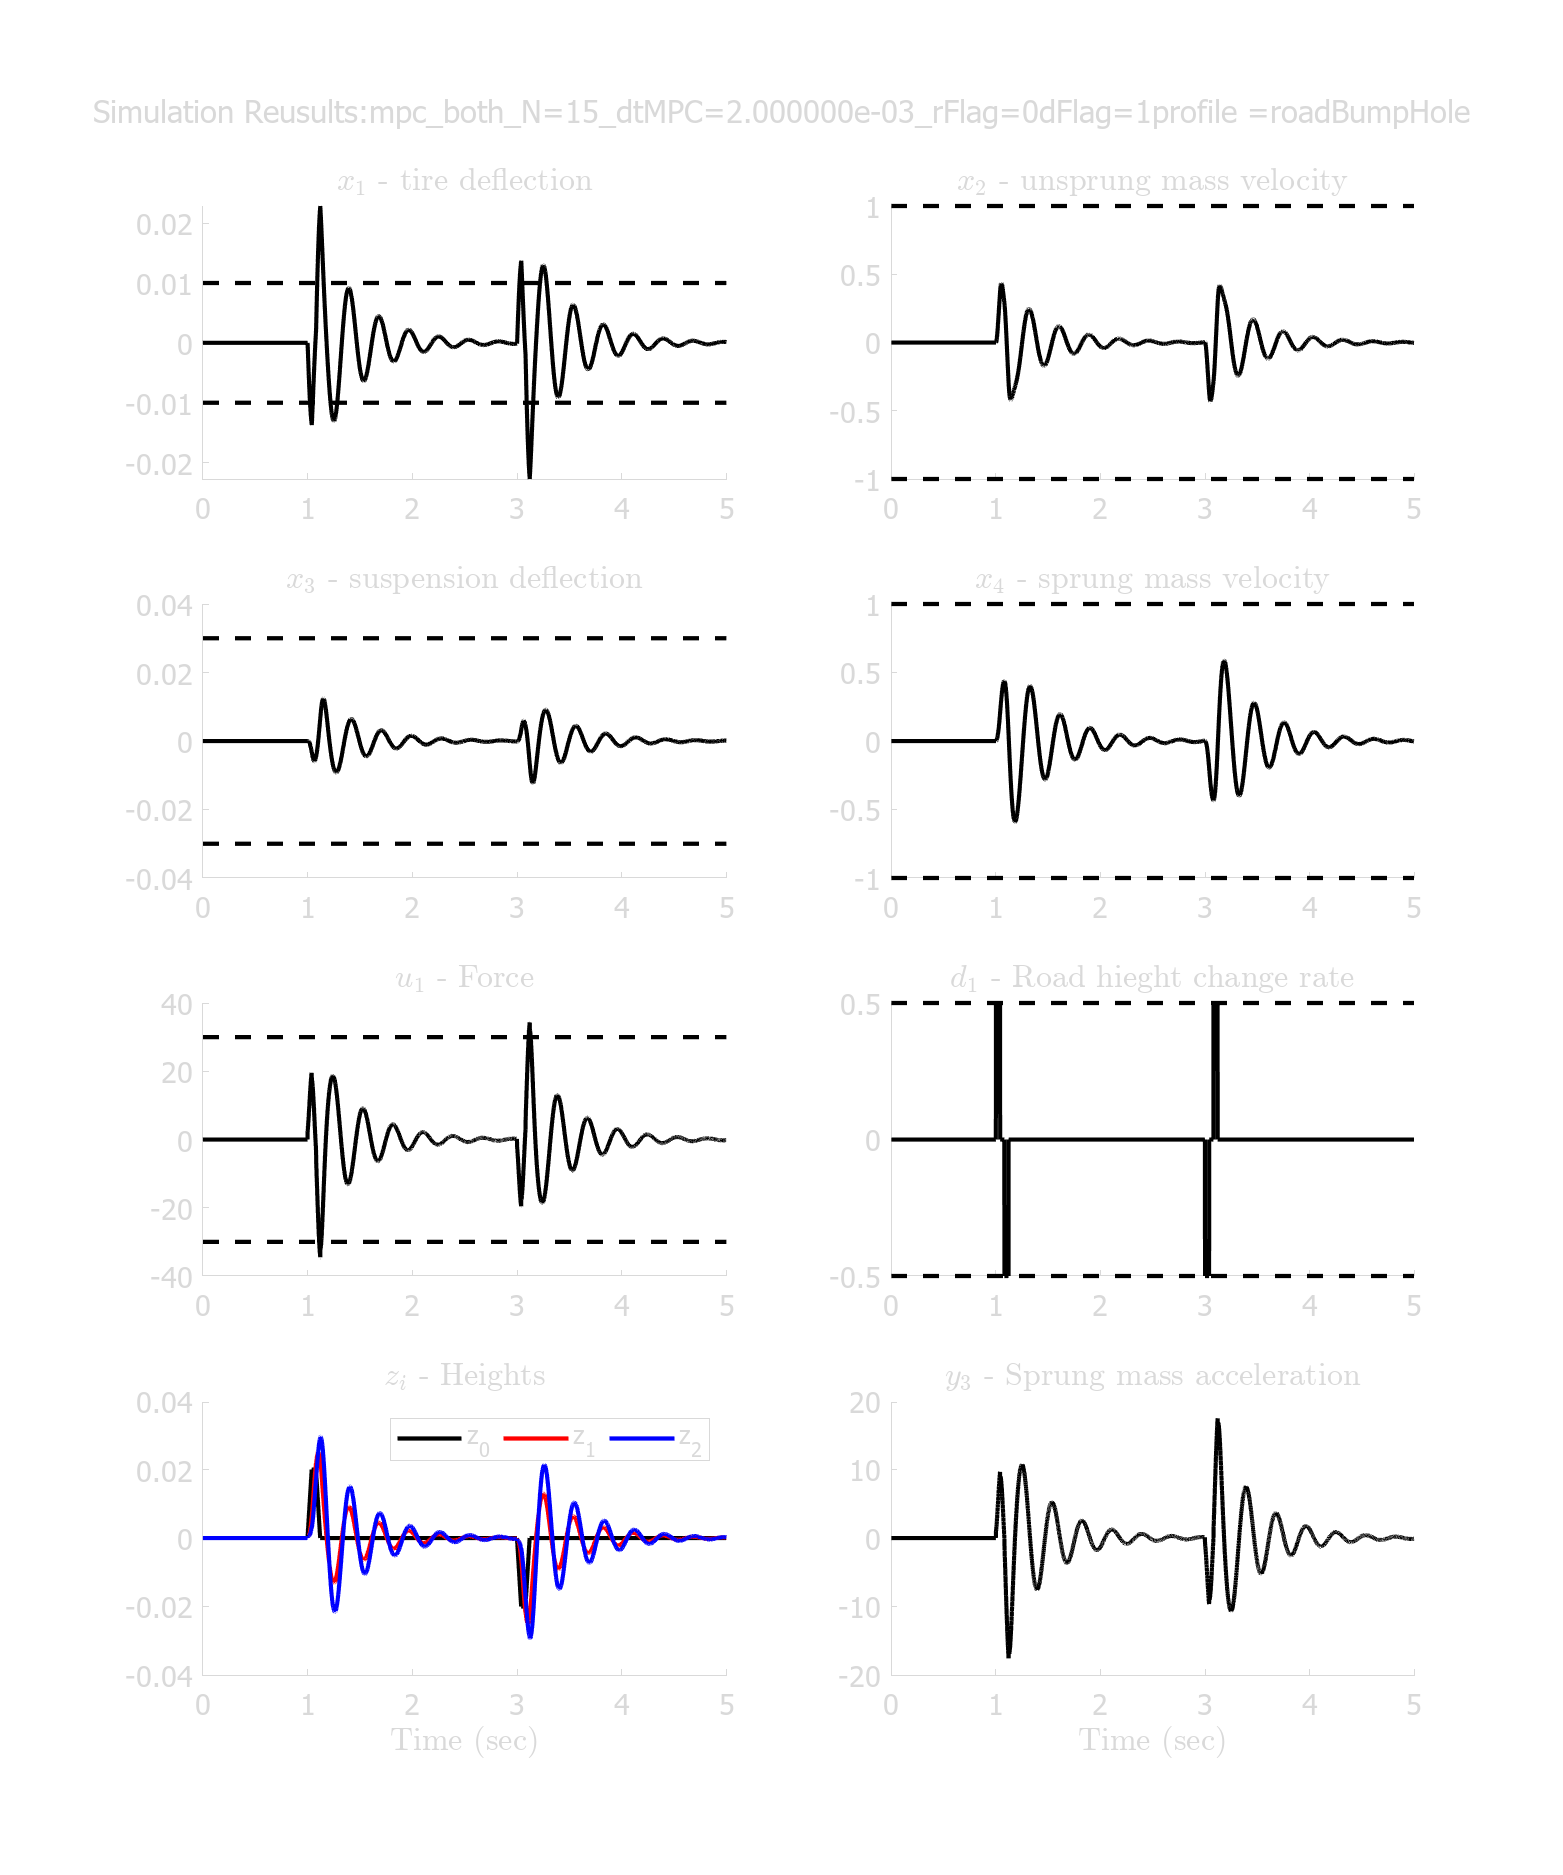 Simulation Reusults:mpc_both_N=15_dtMPC=2.000000e-03_rFlag=0dFlag=1profile =roadBumpHole
x₁ - tire deflection
0.02
0.01
0
-0.01
-0.02
0 1 2 3 4 5
x₂ - unsprung mass velocity
1
0.5
0
-0.5
-1
0 1 2 3 4 5
x₃ - suspension deflection
0.04
0.02
0
-0.02
-0.04
0 1 2 3 4 5
x₄ - sprung mass velocity
1
0.5
0
-0.5
-1
0 1 2 3 4 5
u₁ - Force
40
20
0
-20
-40
0 1 2 3 4 5
d₁ - Road hieght change rate
0.5
0
-0.5
0 1 2 3 4 5
zᵢ - Heights
0.04
0.02
0
-0.02
-0.04
z₀ z₁ z₂
0 1 2 3 4 5
Time (sec)
y₃ - Sprung mass acceleration
20
10
0
-10
-20
0 1 2 3 4 5
Time (sec)